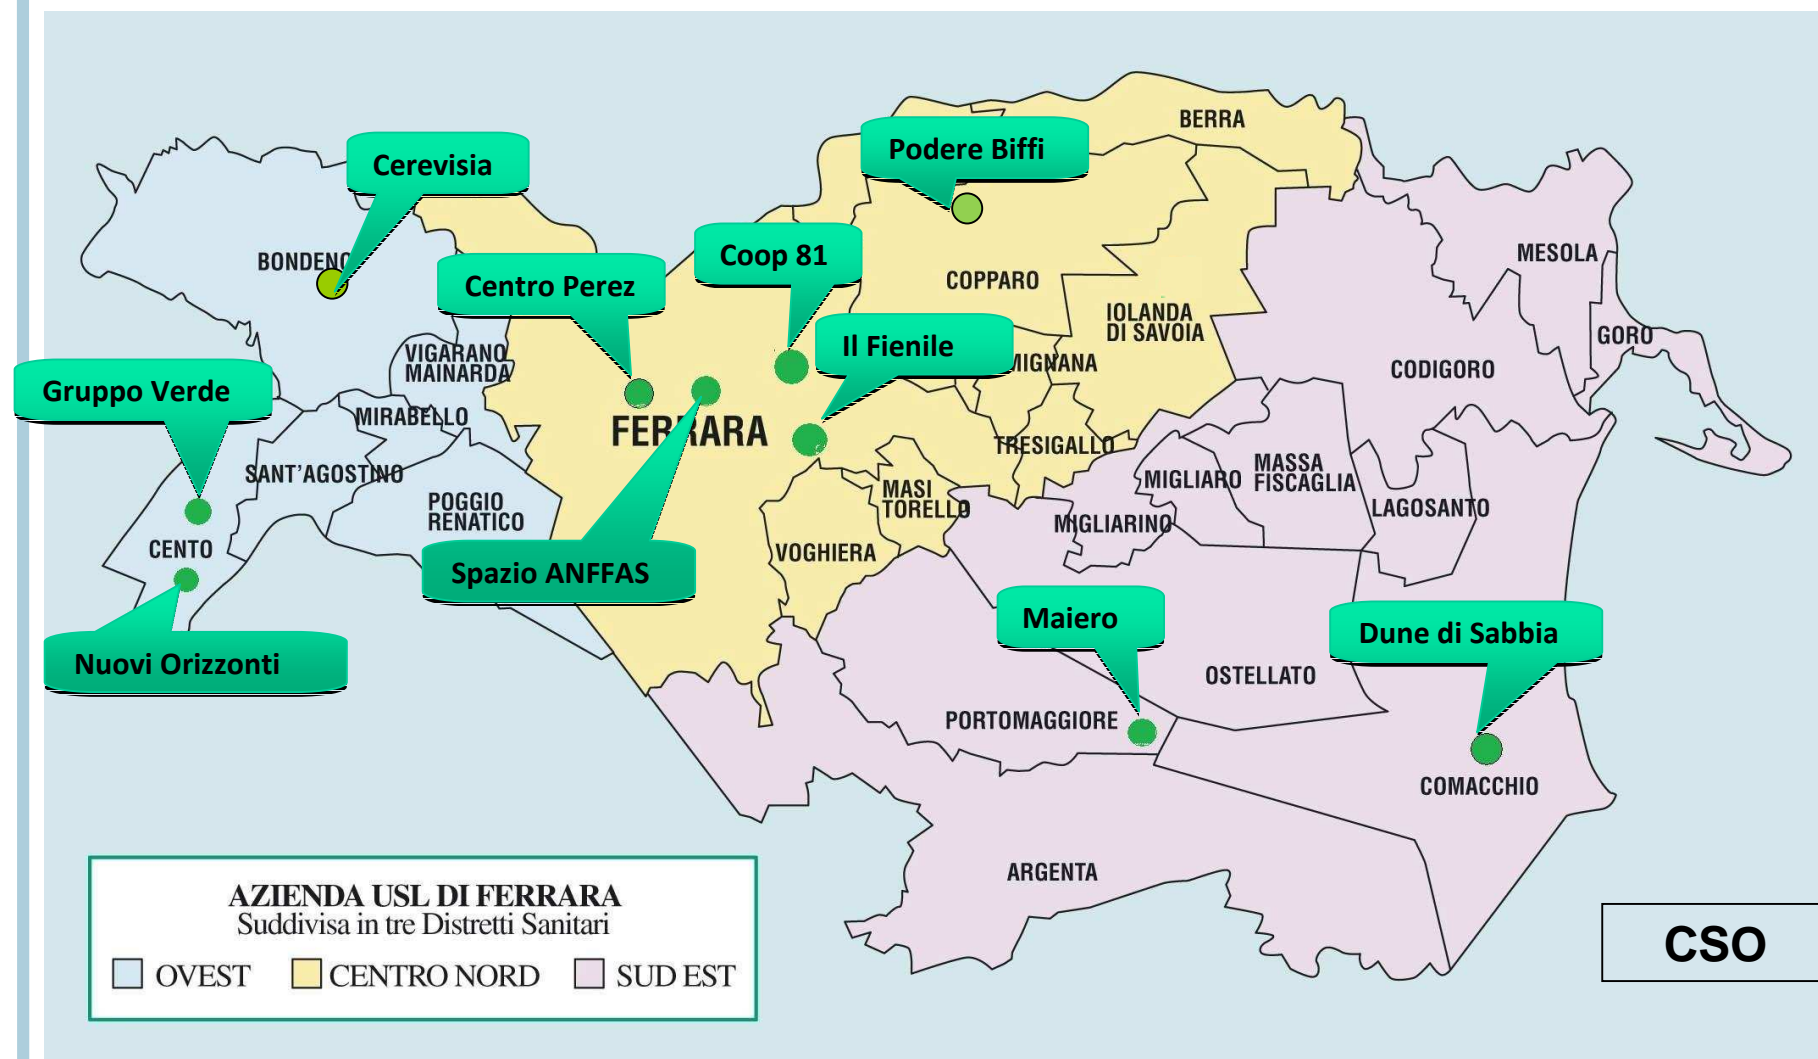 BERRA
Podere Biffi
Cerevisia
Coop 81
MESOLA
BONDENO
Centro Perez
COPPARO
IOLANDA
DI SAVOIA
GORO
Il Fienile
VIGARANO
MAINARDA
MIGNANA
CODIGORO
Gruppo Verde
MIRABELLO
FERRARA
TRESIGALLO
SANT'AGOSTINO
MIGLIARO
MASSA
FISCAGLIA
MASI
TORELLO
POGGIO
RENATICO
LAGOSANTO
MIGLIARINO
CENTO
VOGHIERA
Spazio ANFFAS
Maiero
Dune di Sabbia
Nuovi Orizzonti
OSTELLATO
PORTOMAGGIORE
COMACCHIO
ARGENTA
AZIENDA USL DI FERRARA
Suddivisa in tre Distretti Sanitari
OVEST
CENTRO NORD
SUD EST
CSO